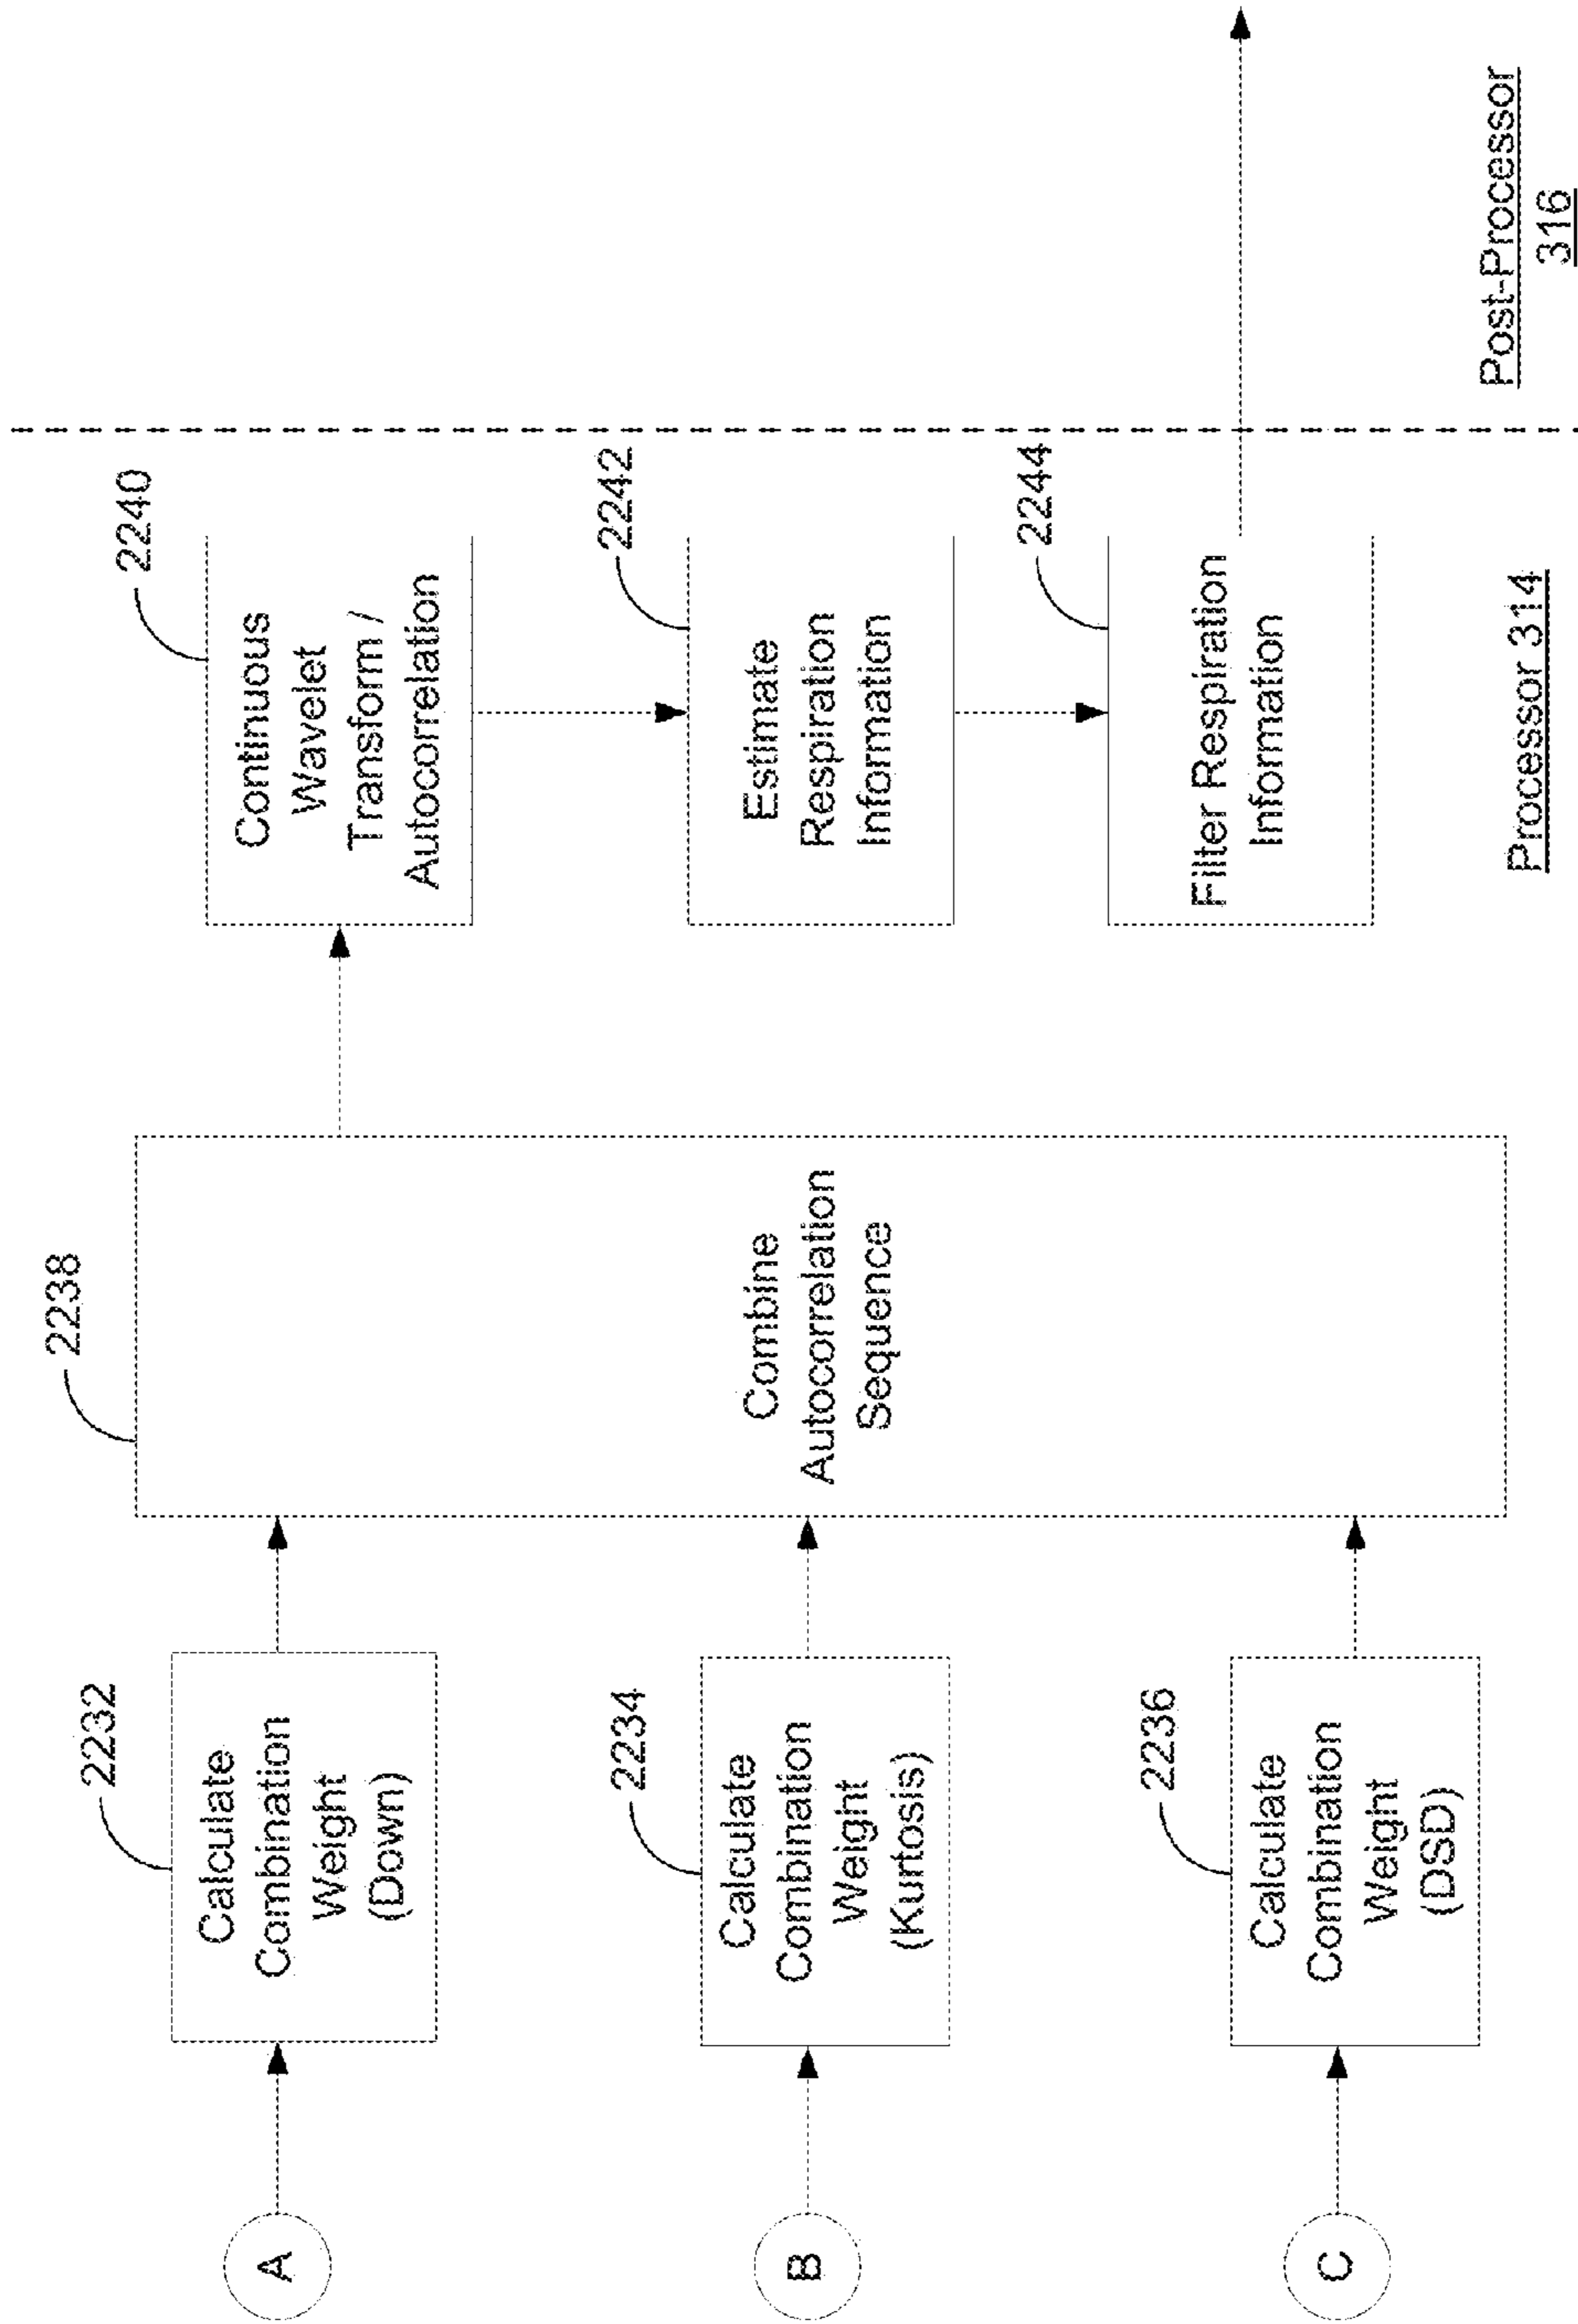 A
2232
Calculate
Combination
Weight
(Down)
B
2234
Calculate
Combination
Weight
(Kurtosis)
C
2236
Calculate
Combination
Weight
(DSD)
2238
Combine
Autocorrelation
Sequence
2240
Continuous
Wavelet
Transform /
Autocorrelation
2242
Estimate
Respiration
Information
2244
Filter Respiration
Information
Processor 314
Post-Processor
316